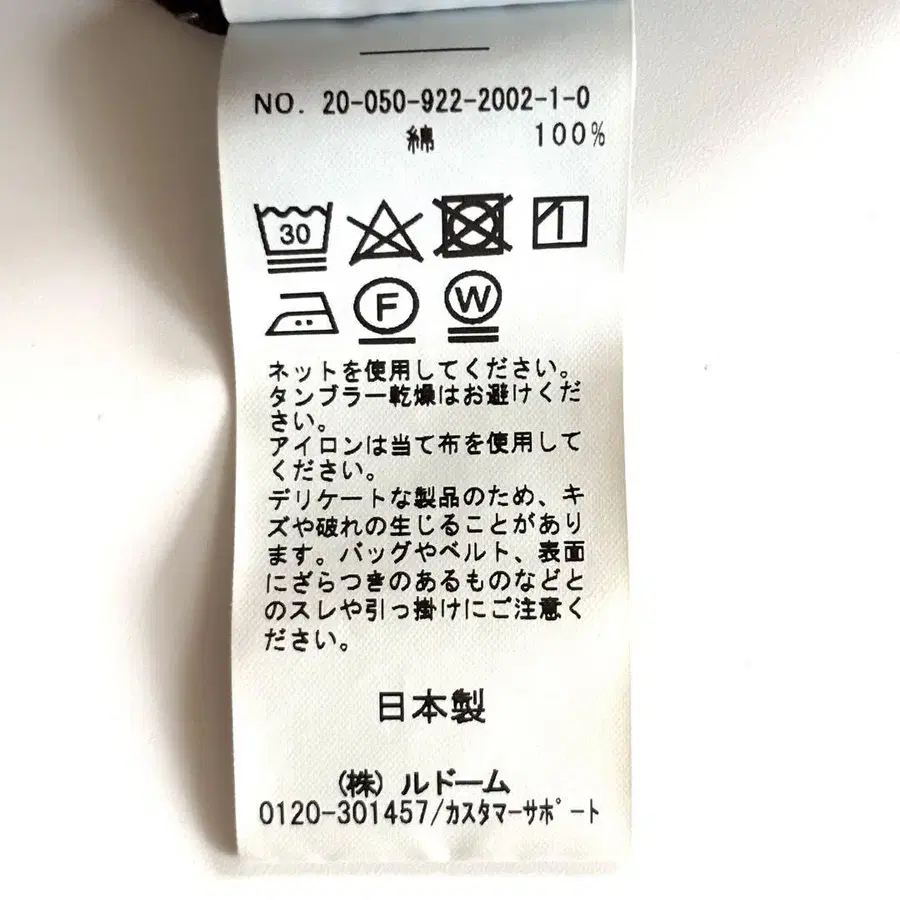 NO. 20-050-922-2002-1-0
綿 100%
30
F W
ネットを使用してください。
タンブラー乾燥はお避けくだ
さい。
アイロンは当て布を使用して
ください。
デリケートな製品のため、キ
ズや破れの生じることがあり
ます。バッグやベルト、表面
にざらつきのあるものなどと
のスレや引っ掛けにご注意く
ださい。
日本製
(株) ルドーム
0120-301457/カスタマーサポート